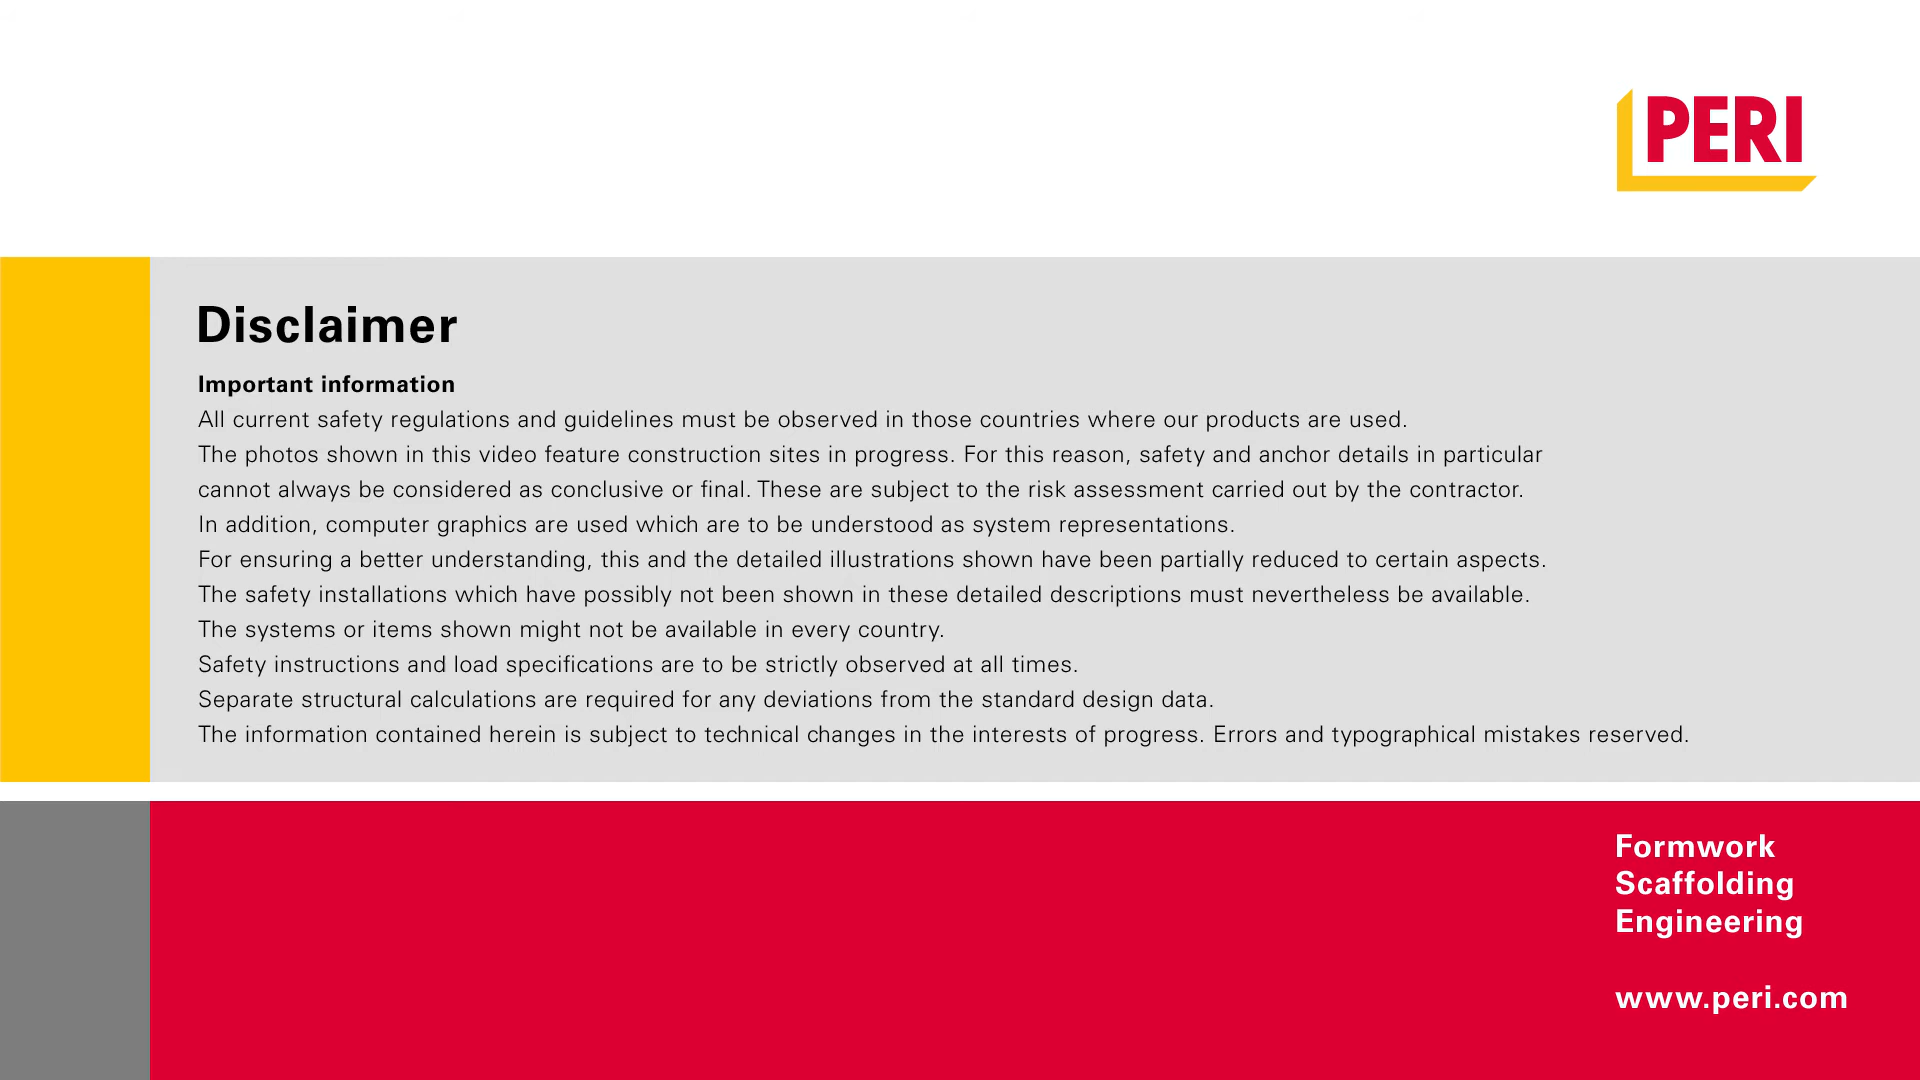 PERI
Disclaimer
Important information
All current safety regulations and guidelines must be observed in those countries where our products are used.
The photos shown in this video feature construction sites in progress. For this reason, safety and anchor details in particular
cannot always be considered as conclusive or final. These are subject to the risk assessment carried out by the contractor.
In addition, computer graphics are used which are to be understood as system representations.
For ensuring a better understanding, this and the detailed illustrations shown have been partially reduced to certain aspects.
The safety installations which have possibly not been shown in these detailed descriptions must nevertheless be available.
The systems or items shown might not be available in every country.
Safety instructions and load specifications are to be strictly observed at all times.
Separate structural calculations are required for any deviations from the standard design data.
The information contained herein is subject to technical changes in the interests of progress. Errors and typographical mistakes reserved.
Formwork
Scaffolding
Engineering
www.peri.com